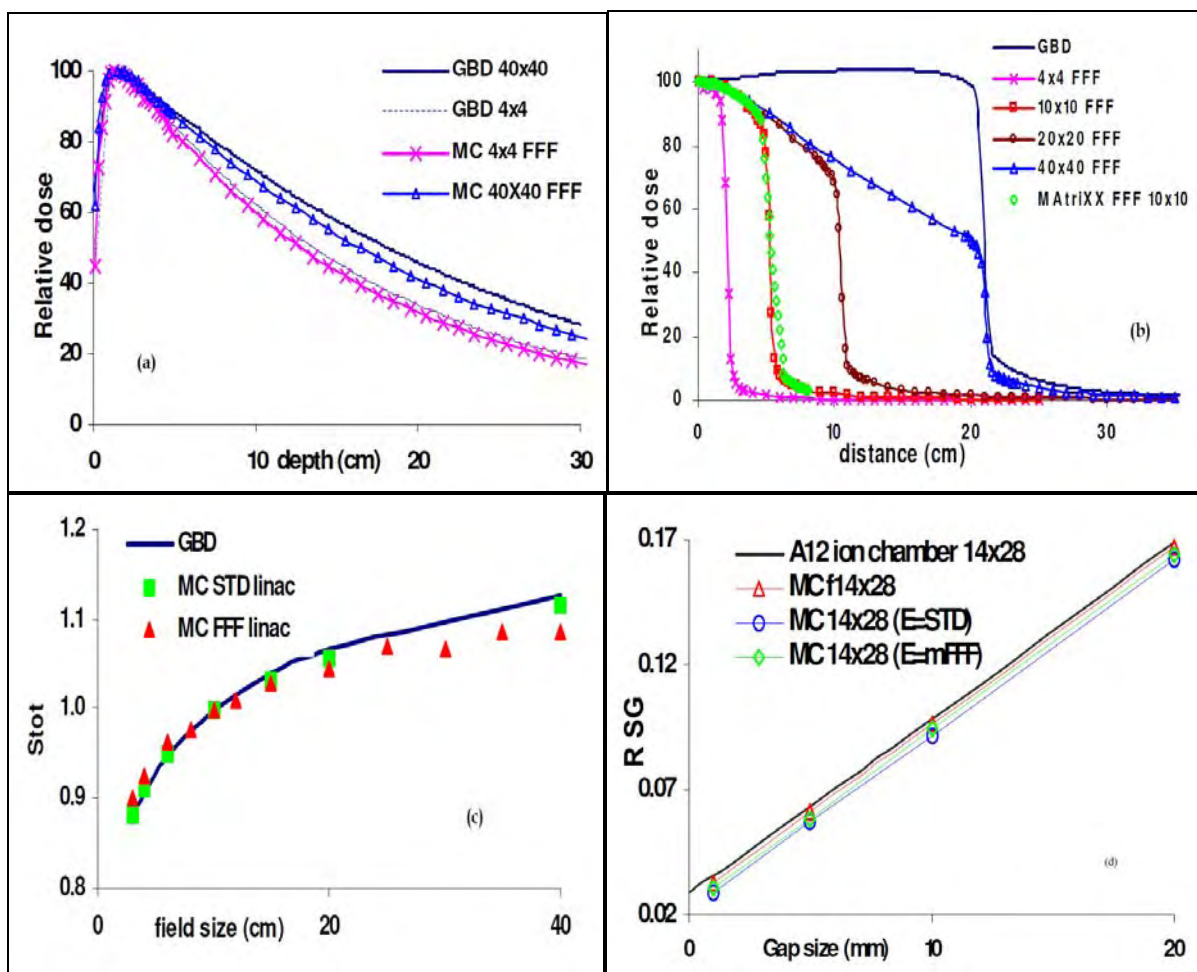 100
80
60
40
20
0
Relative dose
GBD 40x40
GBD 4x4
MC 4x4 FFF
MC 40X40 FFF
(a)
0
10
20
30
depth (cm)
100
80
60
40
20
0
Relative dose
GBD
4x4 FFF
10x10 FFF
20x20 FFF
40x40 FFF
MAtriXX FFF 10x10
(b)
0
10
20
30
distance (cm)
1.2
1.1
1.0
0.9
0.8
Stot
GBD
MC STD linac
MC FFF linac
(c)
0
20
40
field size (cm)
0.17
0.12
0.07
0.02
R SG
A12 ion chamber 14x28
MCf14x28
MC 14x28 (E=STD)
MC 14x28 (E=mFFF)
(d)
0
10
20
Gap size (mm)